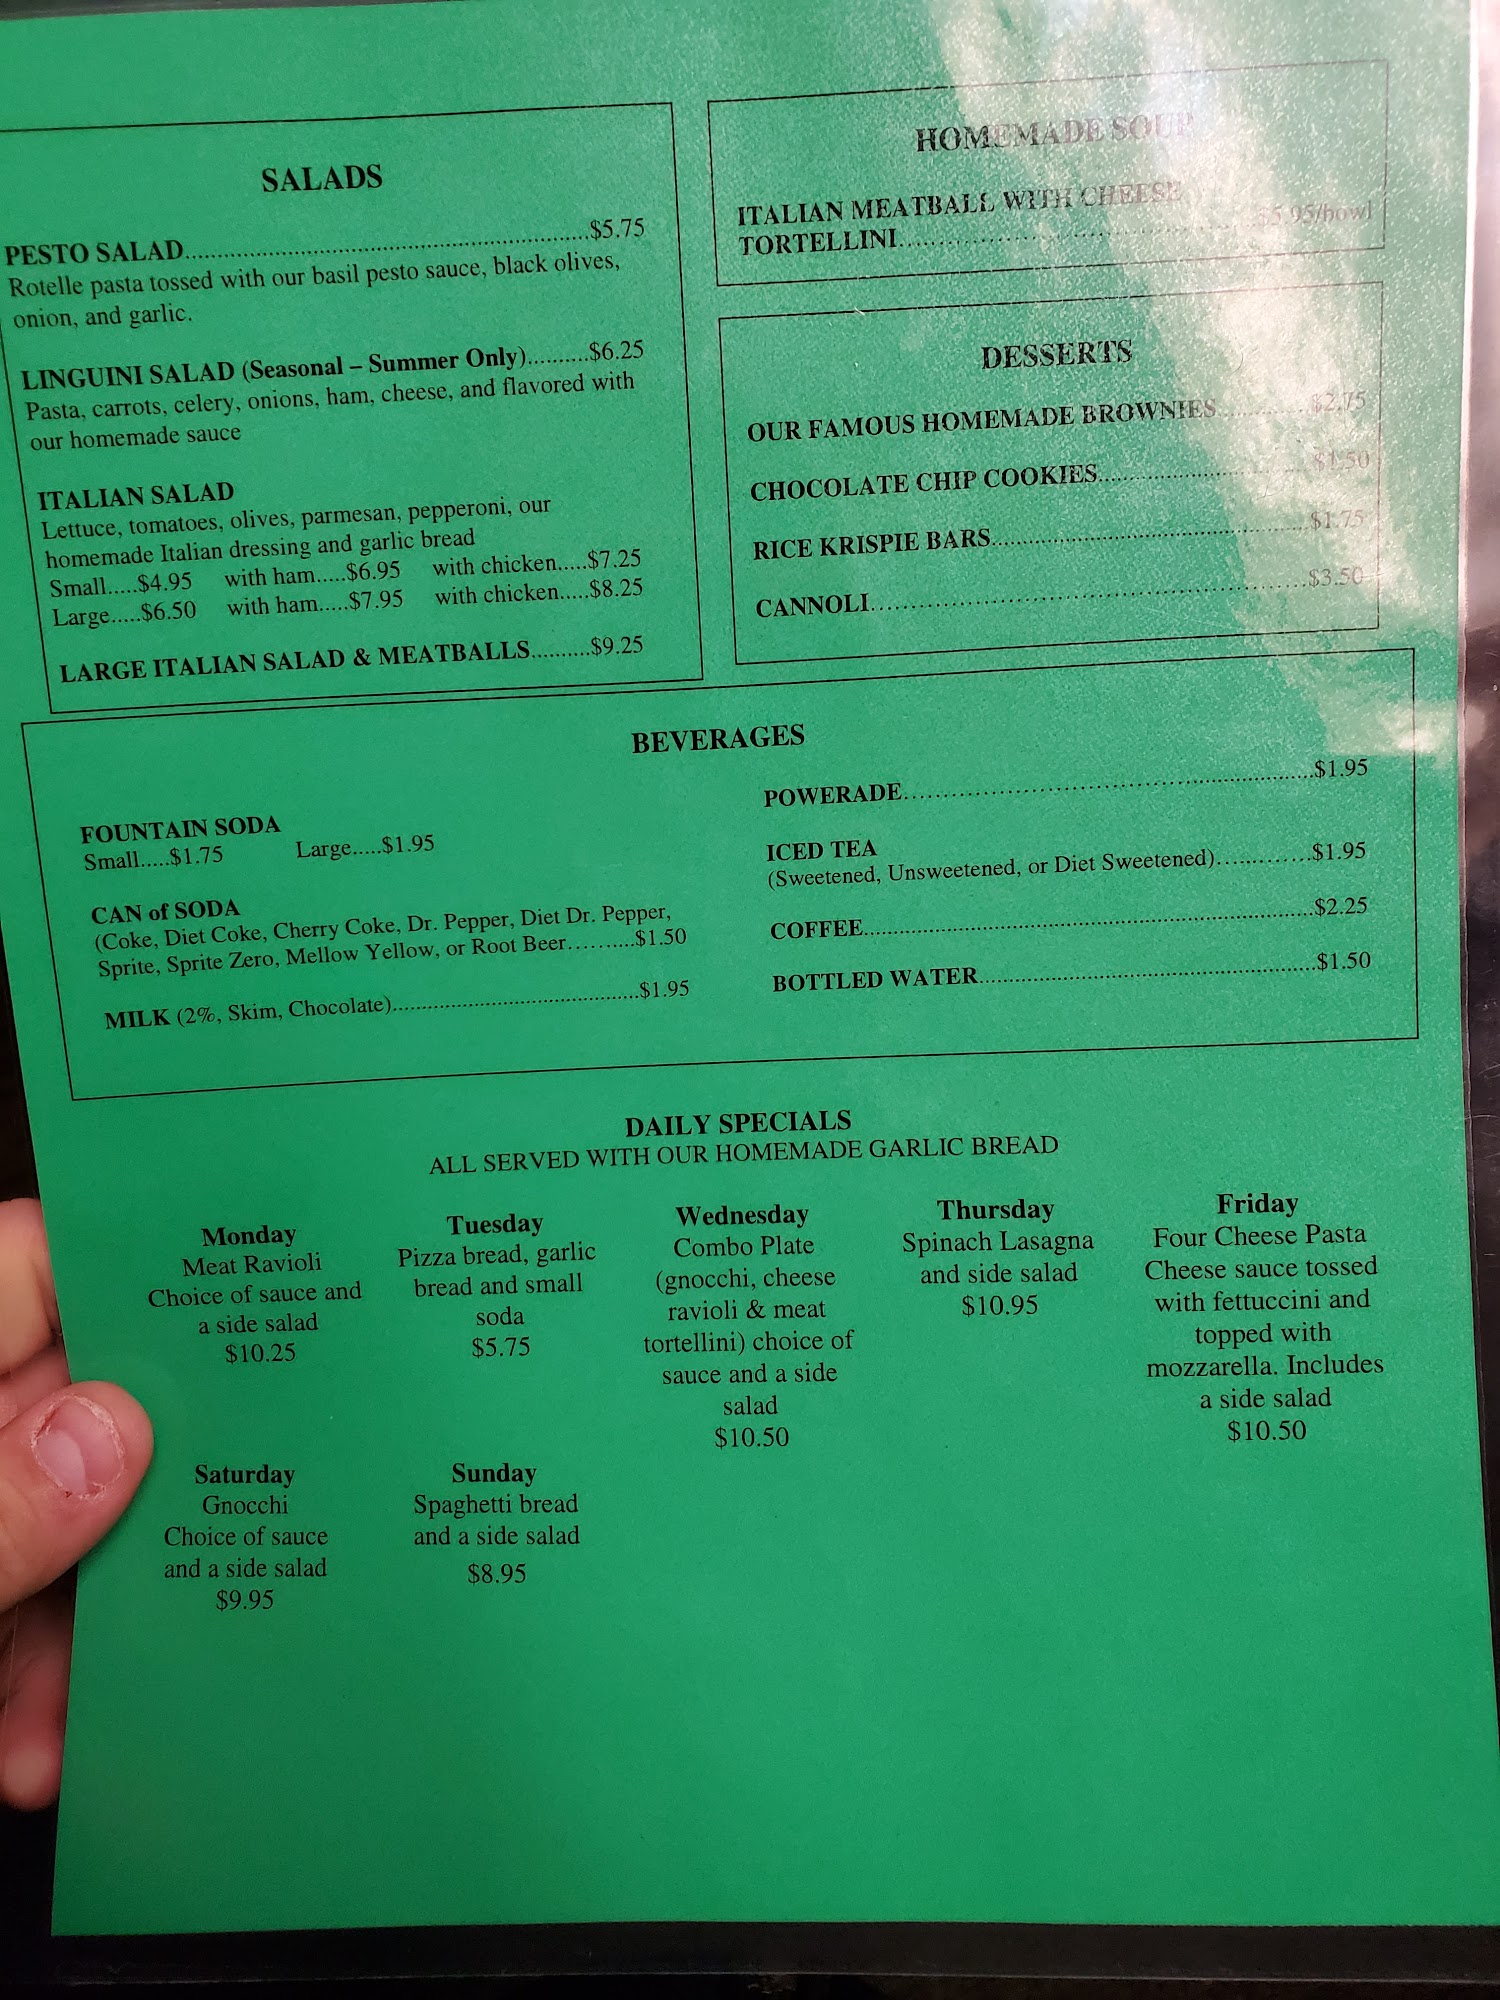 SALADS
PESTO SALAD..........$5.75
Rotelle pasta tossed with our basil pesto sauce, black olives,
onion, and garlic.
LINGUINI SALAD (Seasonal – Summer Only)..........$6.25
Pasta, carrots, celery, onions, ham, cheese, and flavored with
our homemade sauce
ITALIAN SALAD
Lettuce, tomatoes, olives, parmesan, pepperoni, our
homemade Italian dressing and garlic bread
Small.....$4.95 with ham.....$6.95 with chicken.....$7.25
Large.....$6.50 with ham.....$7.95 with chicken.....$8.25
LARGE ITALIAN SALAD & MEATBALLS..........$9.25
HOMEMADE SOUP
ITALIAN MEATBALL WITH CHEESE
TORTELLINI..........$5.95/bowl
DESSERTS
OUR FAMOUS HOMEMADE BROWNIES..........$2.75
CHOCOLATE CHIP COOKIES..........$1.50
RICE KRISPIE BARS..........$1.75
CANNOLI..........$3.50
BEVERAGES
FOUNTAIN SODA
Small.....$1.75 Large.....$1.95
CAN of SODA
(Coke, Diet Coke, Cherry Coke, Dr. Pepper, Diet Dr. Pepper,
Sprite, Sprite Zero, Mellow Yellow, or Root Beer..........$1.50
MILK (2%, Skim, Chocolate)..........$1.95
POWERADE..........$1.95
ICED TEA
(Sweetened, Unsweetened, or Diet Sweetened)..........$1.95
COFFEE..........$2.25
BOTTLED WATER..........$1.50
DAILY SPECIALS
ALL SERVED WITH OUR HOMEMADE GARLIC BREAD
Monday
Meat Ravioli
Choice of sauce and
a side salad
$10.25
Tuesday
Pizza bread, garlic
bread and small
soda
$5.75
Wednesday
Combo Plate
(gnocchi, cheese
ravioli & meat
tortellini) choice of
sauce and a side
salad
$10.50
Thursday
Spinach Lasagna
and side salad
$10.95
Friday
Four Cheese Pasta
Cheese sauce tossed
with fettuccini and
topped with
mozzarella. Includes
a side salad
$10.50
Saturday
Gnocchi
Choice of sauce
and a side salad
$9.95
Sunday
Spaghetti bread
and a side salad
$8.95